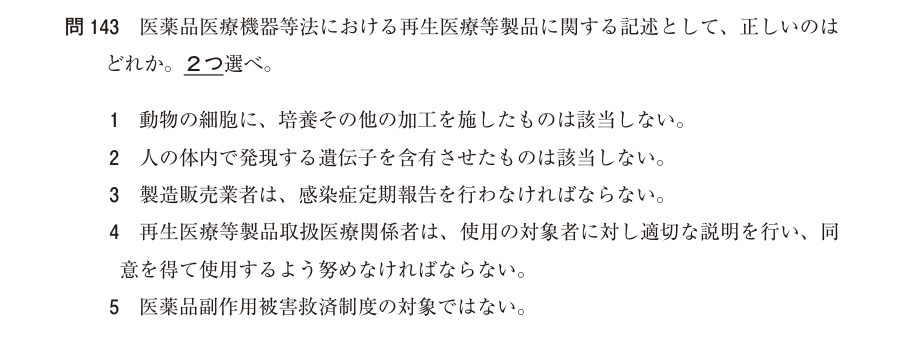 問 143 医薬品医療機器等法における再生医療等製品に関する記述として、正しいのは
どれか。２つ選べ。
1 動物の細胞に、培養その他の加工を施したものは該当しない。
2 人の体内で発現する遺伝子を含有させたものは該当しない。
3 製造販売業者は、感染症定期報告を行わなければならない。
4 再生医療等製品取扱医療関係者は、使用の対象者に対し適切な説明を行い、同
意を得て使用するよう努めなければならない。
5 医薬品副作用被害救済制度の対象ではない。